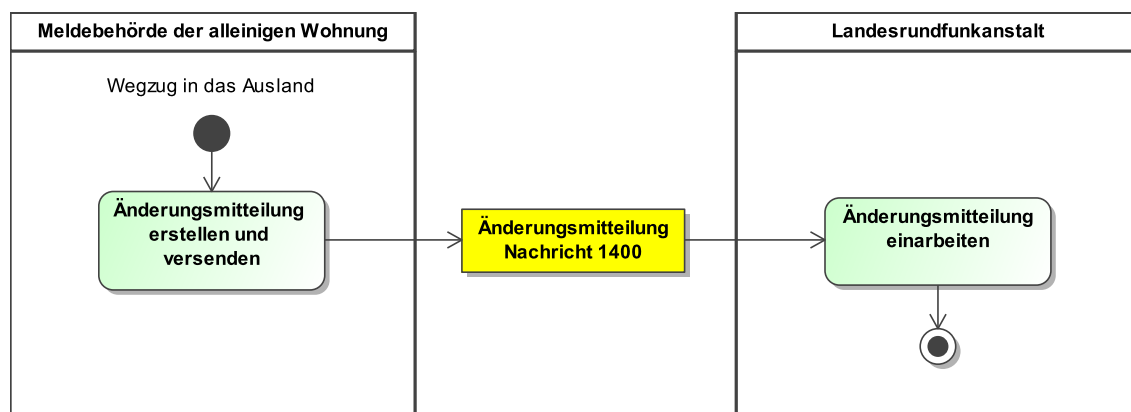 Meldebehörde der alleinigen Wohnung
Landesrundfunkanstalt
Wegzug in das Ausland
Änderungsmitteilung
erstellen und
versenden
Änderungsmitteilung
Nachricht 1400
Änderungsmitteilung
einarbeiten